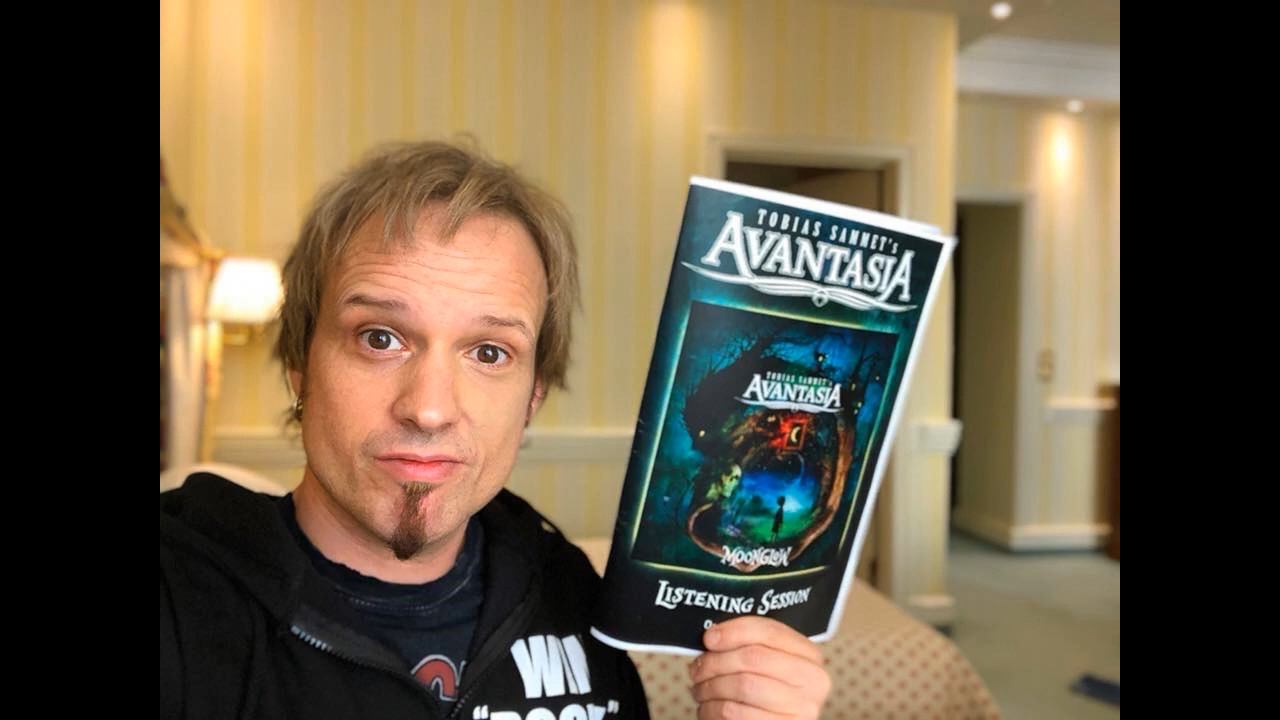 TOBIAS SAMMET'S
AVANTASIA
TOBIAS SAMMET'S
AVANTASIA
MOONGLOW
LISTENING SESSION